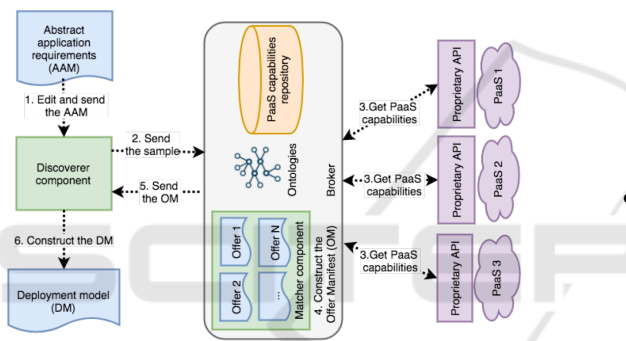 Abstract
application
requirements
(AAM)
1. Edit and send
the AAM
Discoverer
component
2. Send
the sample
5. Send
the OM
6. Construct the DM
Deployment model
(DM)
PaaS capabilities
repository
Ontologies
Broker
Offer 1
Offer N
Offer 2
...
Matcher component
4. Construct the
Offer Manifest (OM)
3.Get PaaS
capabilities
3.Get PaaS
capabilities
3.Get PaaS
capabilities
Proprietary API
PaaS 1
Proprietary API
PaaS 2
Proprietary API
PaaS 3